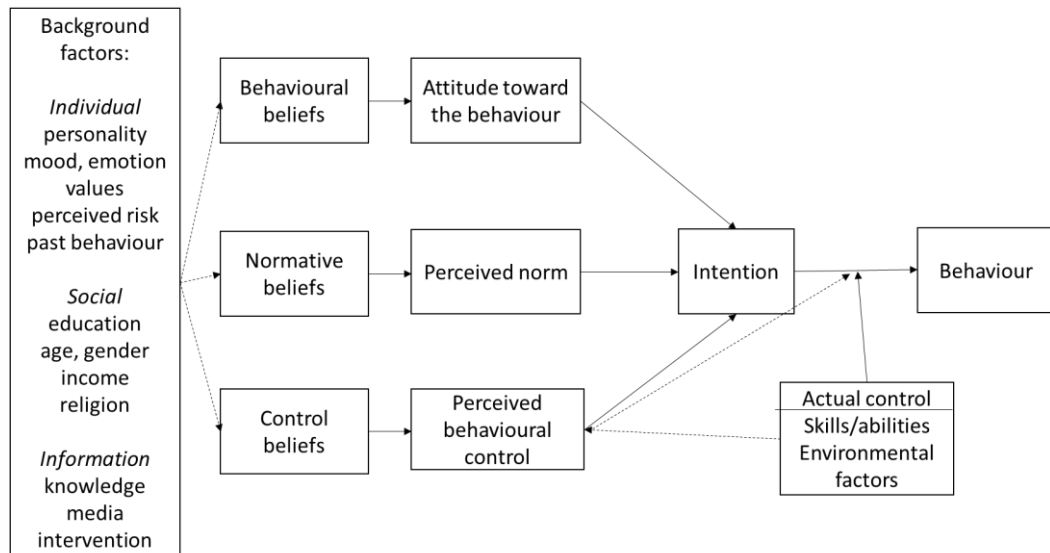 Background
factors:
Individual
personality
mood, emotion
values
perceived risk
past behaviour
Social
education
age, gender
income
religion
Information
knowledge
media
intervention
Behavioural
beliefs
Attitude toward
the behaviour
Normative
beliefs
Perceived norm
Intention
Behaviour
Control
beliefs
Perceived
behavioural
control
Actual control
Skills/abilities
Environmental
factors